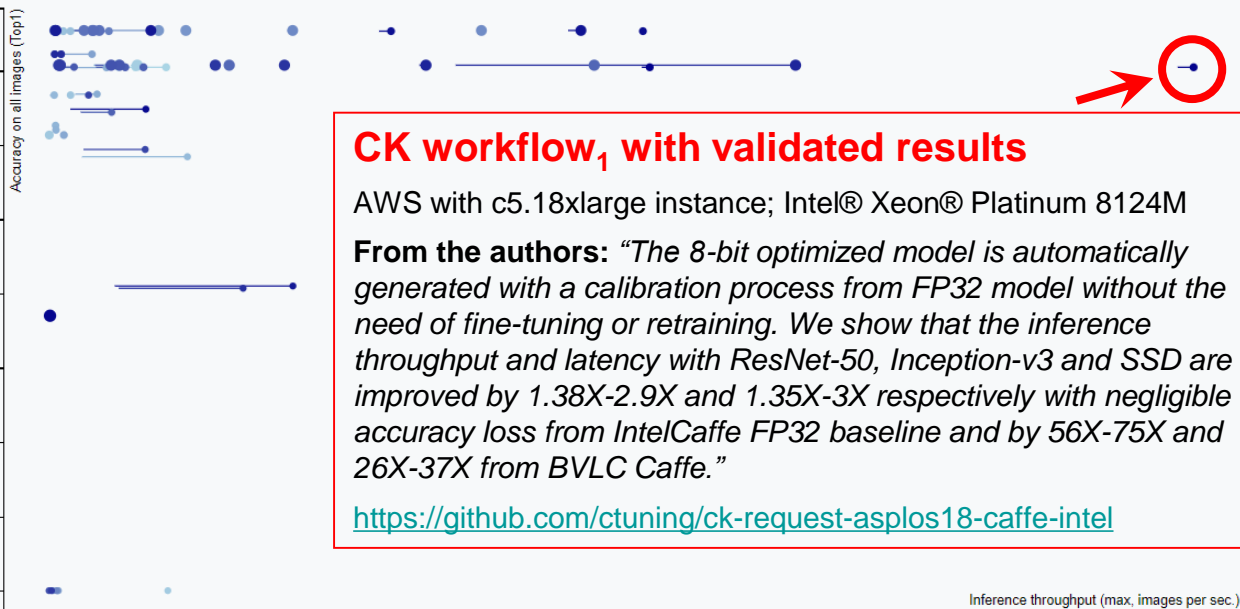 Accuracy on all images (Top1)
CK workflow1 with validated results
AWS with c5.18xlarge instance; Intel® Xeon® Platinum 8124M
From the authors: “The 8-bit optimized model is automatically
generated with a calibration process from FP32 model without the
need of fine-tuning or retraining. We show that the inference
throughput and latency with ResNet-50, Inception-v3 and SSD are
improved by 1.38X-2.9X and 1.35X-3X respectively with negligible
accuracy loss from IntelCaffe FP32 baseline and by 56X-75X and
26X-37X from BVLC Caffe.”
https://github.com/ctuning/ck-request-asplos18-caffe-intel
Inference throughput (max, images per sec.)